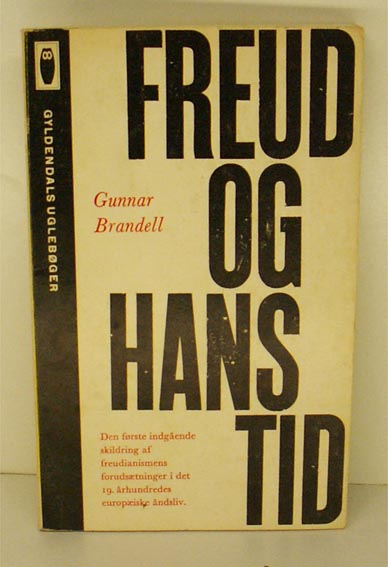 GYLDENDALS UGLEBØGER
FREUD
OG
HANS
TID
Gunnar
Brandell
Den første indgående
skildring af
freudianismens
forudsætninger i det
19. århundredes
europæiske åndsliv.